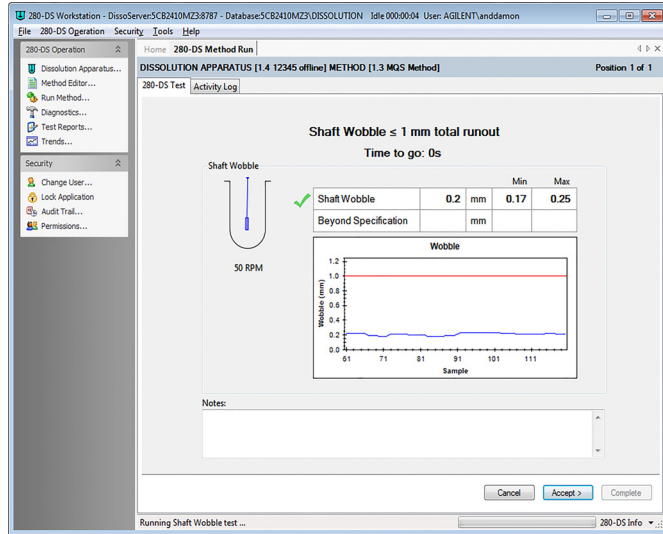 280-DS Workstation - DissoServer:5CB2410MZ3:8787 - Database:5CB2410MZ3\DISSOLUTION Idle 000:00:04 User: AGILENT\anddamon
File 280-DS Operation Security Tools Help
280-DS Operation
Dissolution Apparatus...
Method Editor...
Run Method...
Diagnostics...
Test Reports...
Trends...
Security
Change User...
Lock Application
Audit Trail...
Permissions...
Home 280-DS Method Run
DISSOLUTION APPARATUS [1.4 12345 offline] METHOD [1.3 MQS Method] Position 1 of 1
280-DS Test Activity Log
Shaft Wobble ≤ 1 mm total runout
Time to go: 0s
Shaft Wobble
50 RPM
Min Max
Shaft Wobble 0.2 mm 0.17 0.25
Beyond Specification mm
Wobble
Wobble (mm)
1.2
1.0
0.8
0.6
0.4
0.2
0.0
61 71 81 91 101 111
Sample
Notes:
Cancel Accept > Complete
Running Shaft Wobble test ... 280-DS Info